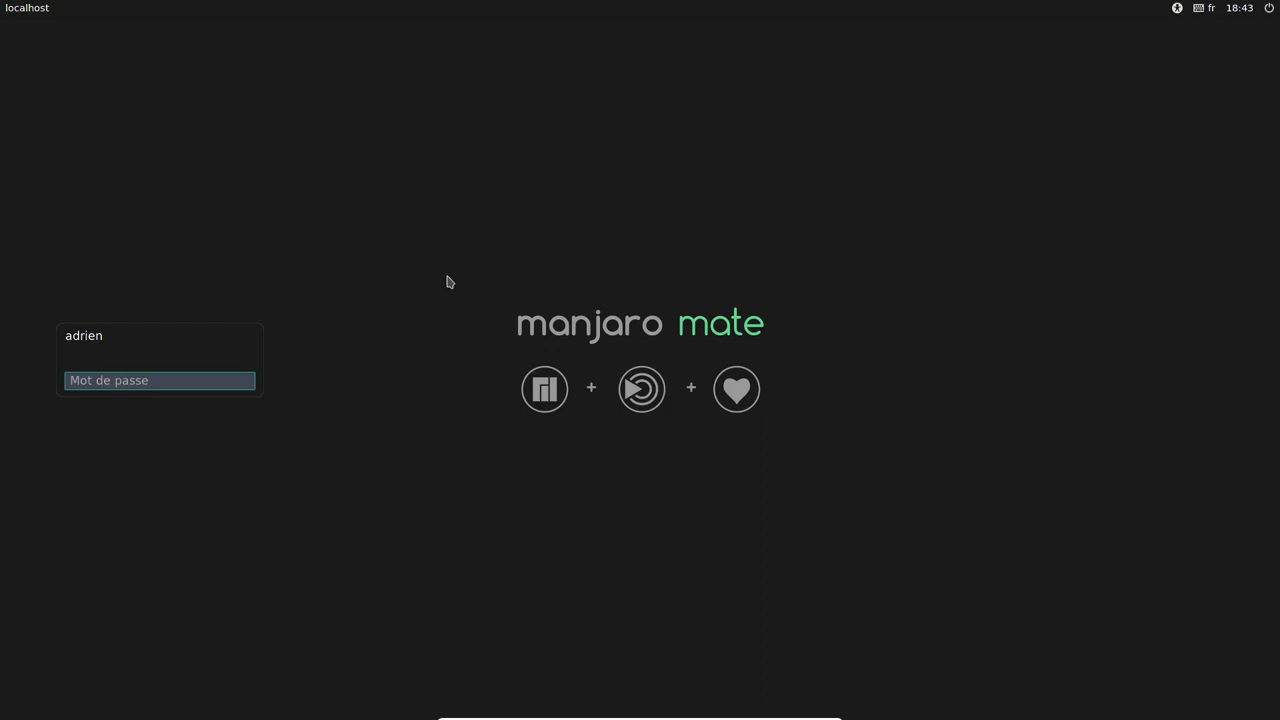 localhost
fr 18:43
manjaro mate
adrien
Mot de passe
+ +